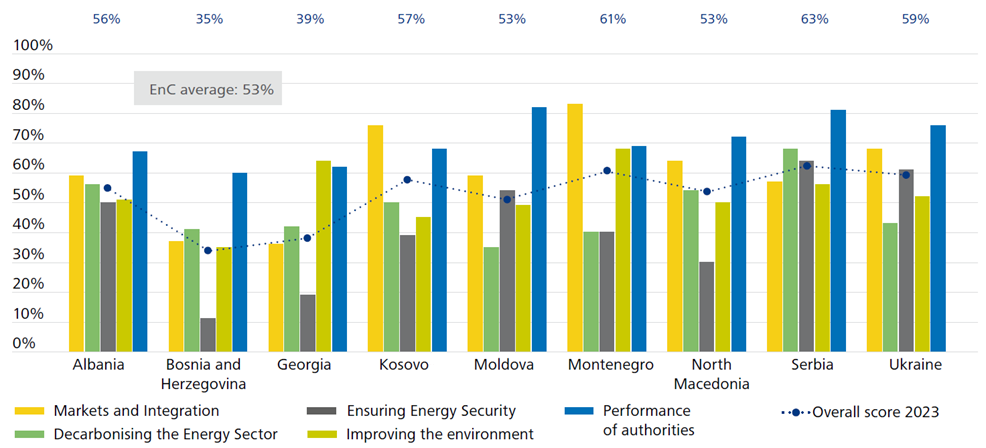 56% 35% 39% 57% 53% 61% 53% 63% 59%
100%
90%
EnC average: 53%
80%
70%
60%
50%
40%
30%
20%
10%
0%
Albania Bosnia and Georgia Kosovo Moldova Montenegro North Serbia Ukraine
Herzegovina Macedonia
Markets and Integration Ensuring Energy Security Performance Overall score 2023
of authorities
Decarbonising the Energy Sector Improving the environment